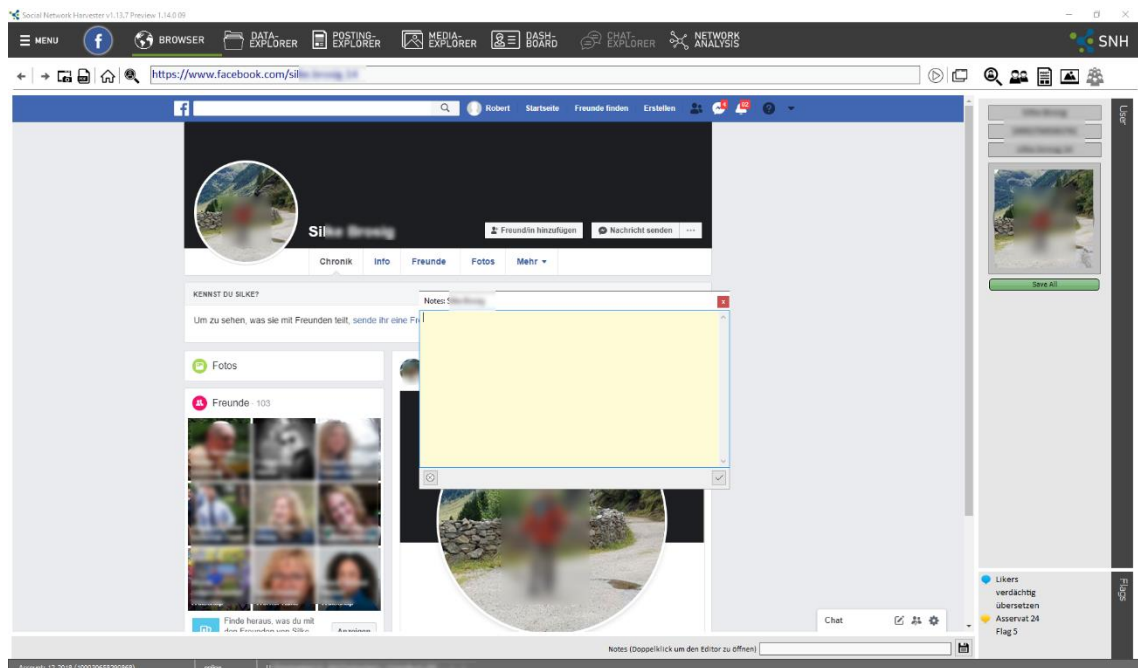 Social Network Harvester v1.13.7 Preview 1.14.0.09
MENU
f
BROWSER
DATA-
EXPLORER
POSTING-
EXPLORER
MEDIA-
EXPLORER
DASH-
BOARD
CHAT-
EXPLORER
NETWORK
ANALYSIS
SNH
https://www.facebook.com/sil
Robert
Startseite
Freunde finden
Erstellen
User
Sil
Freund/in hinzufügen
Nachricht senden
Chronik
Info
Freunde
Fotos
Mehr
Save All
KENNST DU SILKE?
Um zu sehen, was sie mit Freunden teilt, sende ihr eine Fr
Notes: S
Fotos
Freunde · 103
Finde heraus, was du mit
den Freunden von Silke
Anzeigen
Chat
Likers
verdächtig
übersetzen
Asservat 24
Flag 5
Flags
Notes (Doppelklick um den Editor zu öffnen)
online